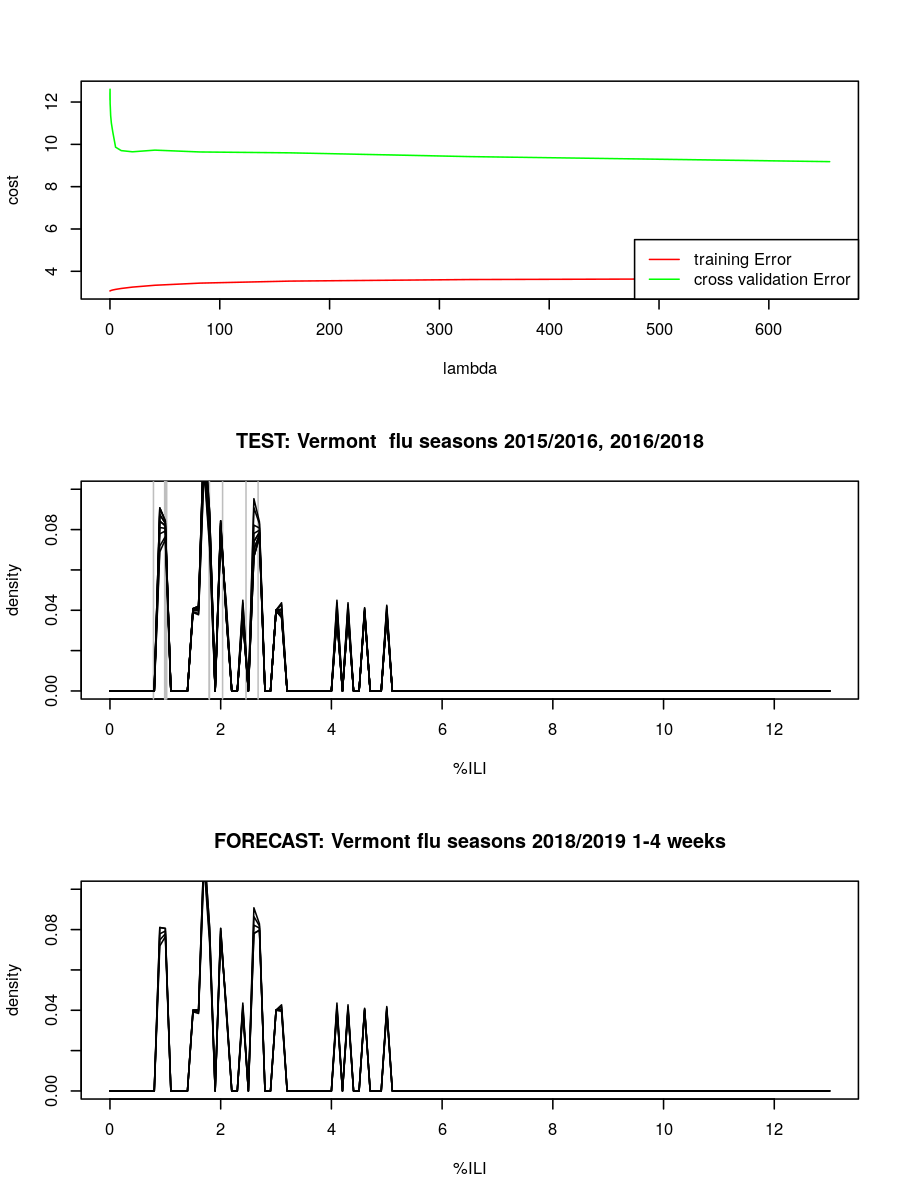 12
10
8
6
4
cost
training Error
cross validation Error
0 100 200 300 400 500 600
lambda
TEST: Vermont  flu seasons 2015/2016, 2016/2018
0.08
0.04
0.00
density
0 2 4 6 8 10 12
%ILI
FORECAST: Vermont flu seasons 2018/2019 1-4 weeks
0.08
0.04
0.00
density
0 2 4 6 8 10 12
%ILI